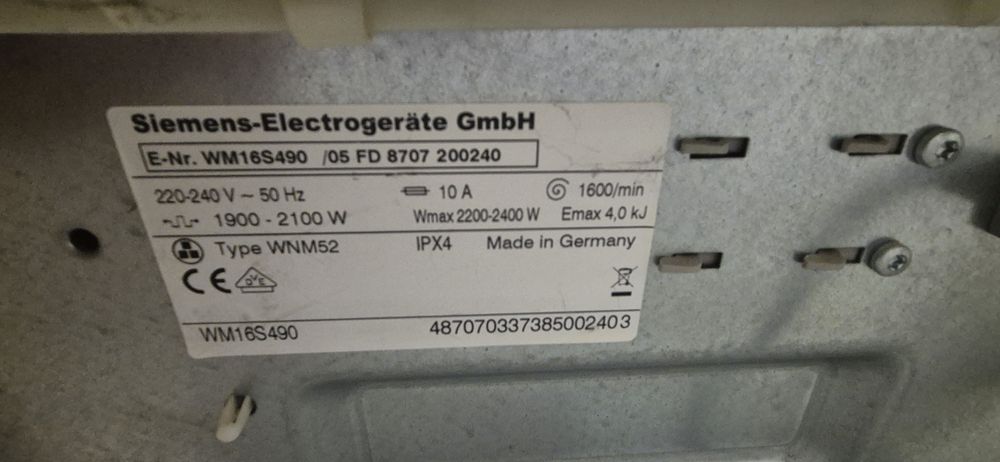 Siemens-Electrogeräte GmbH
E-Nr. WM16S490 /05 FD 8707 200240
220-240 V ~ 50 Hz 10 A 1600/min
1900 - 2100 W Wmax 2200-2400 W Emax 4,0 kJ
Type WNM52 IPX4 Made in Germany
CE DVE
WM16S490 487070337385002403